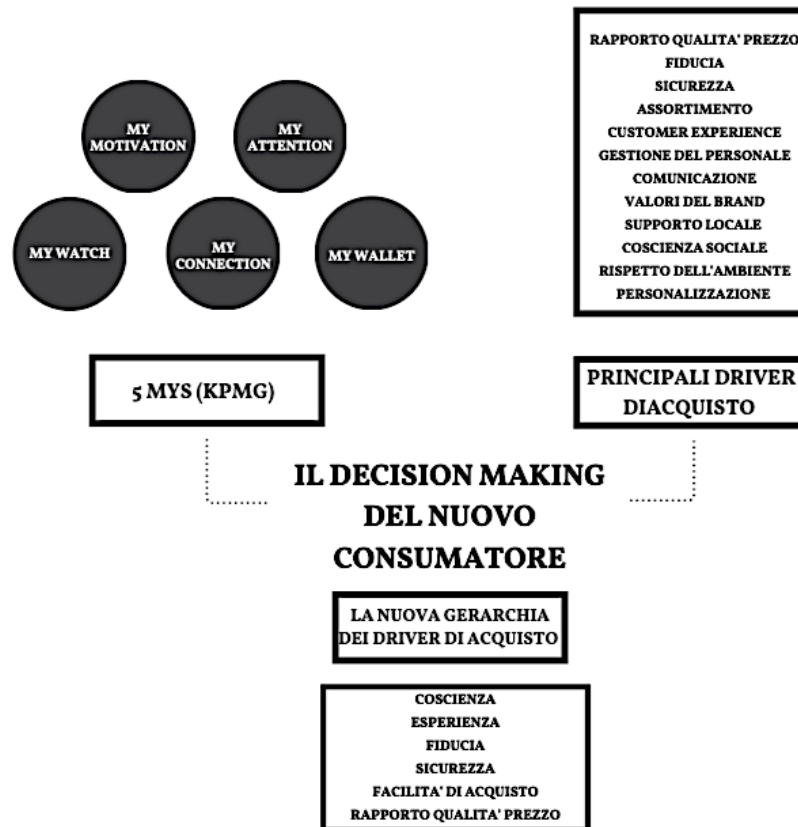 MY
MOTIVATION
MY
ATTENTION
MY WATCH
MY
CONNECTION
MY WALLET
5 MYS (KPMG)
RAPPORTO QUALITA' PREZZO
FIDUCIA
SICUREZZA
ASSORTIMENTO
CUSTOMER EXPERIENCE
GESTIONE DEL PERSONALE
COMUNICAZIONE
VALORI DEL BRAND
SUPPORTO LOCALE
COSCIENZA SOCIALE
RISPETTO DELL'AMBIENTE
PERSONALIZZAZIONE
PRINCIPALI DRIVER
DIACQUISTO
IL DECISION MAKING
DEL NUOVO
CONSUMATORE
LA NUOVA GERARCHIA
DEI DRIVER DI ACQUISTO
COSCIENZA
ESPERIENZA
FIDUCIA
SICUREZZA
FACILITA' DI ACQUISTO
RAPPORTO QUALITA' PREZZO